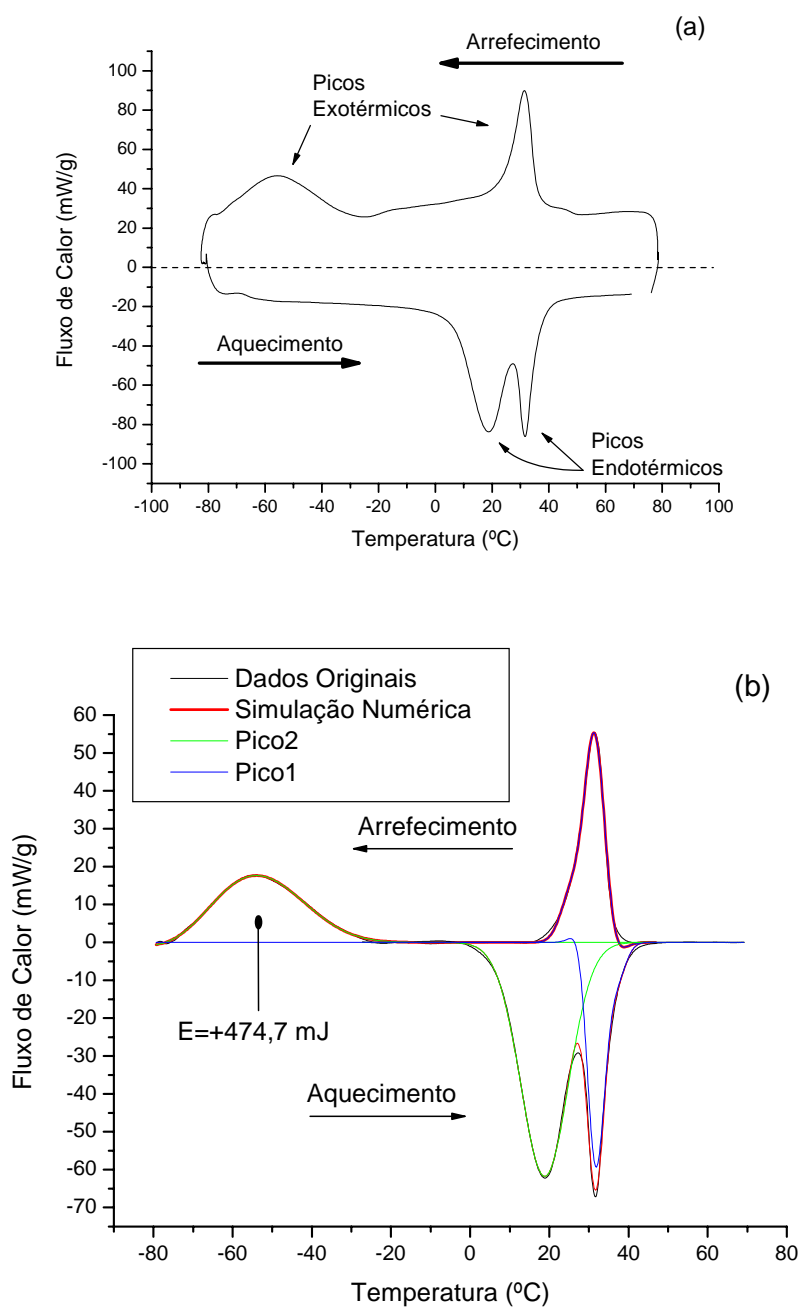 (a)
Arrefecimento
Picos
Exotérmicos
100
80
60
40
20
0
-20
-40
-60
-80
-100
Fluxo de Calor (mW/g)
Aquecimento
Picos
Endotérmicos
-100 -80 -60 -40 -20 0 20 40 60 80 100
Temperatura (ºC)
(b)
Dados Originais
Simulação Numérica
Pico2
Pico1
60
50
40
30
20
10
0
-10
-20
-30
-40
-50
-60
-70
Fluxo de Calor (mW/g)
Arrefecimento
E=+474,7 mJ
Aquecimento
-80 -60 -40 -20 0 20 40 60 80
Temperatura (ºC)